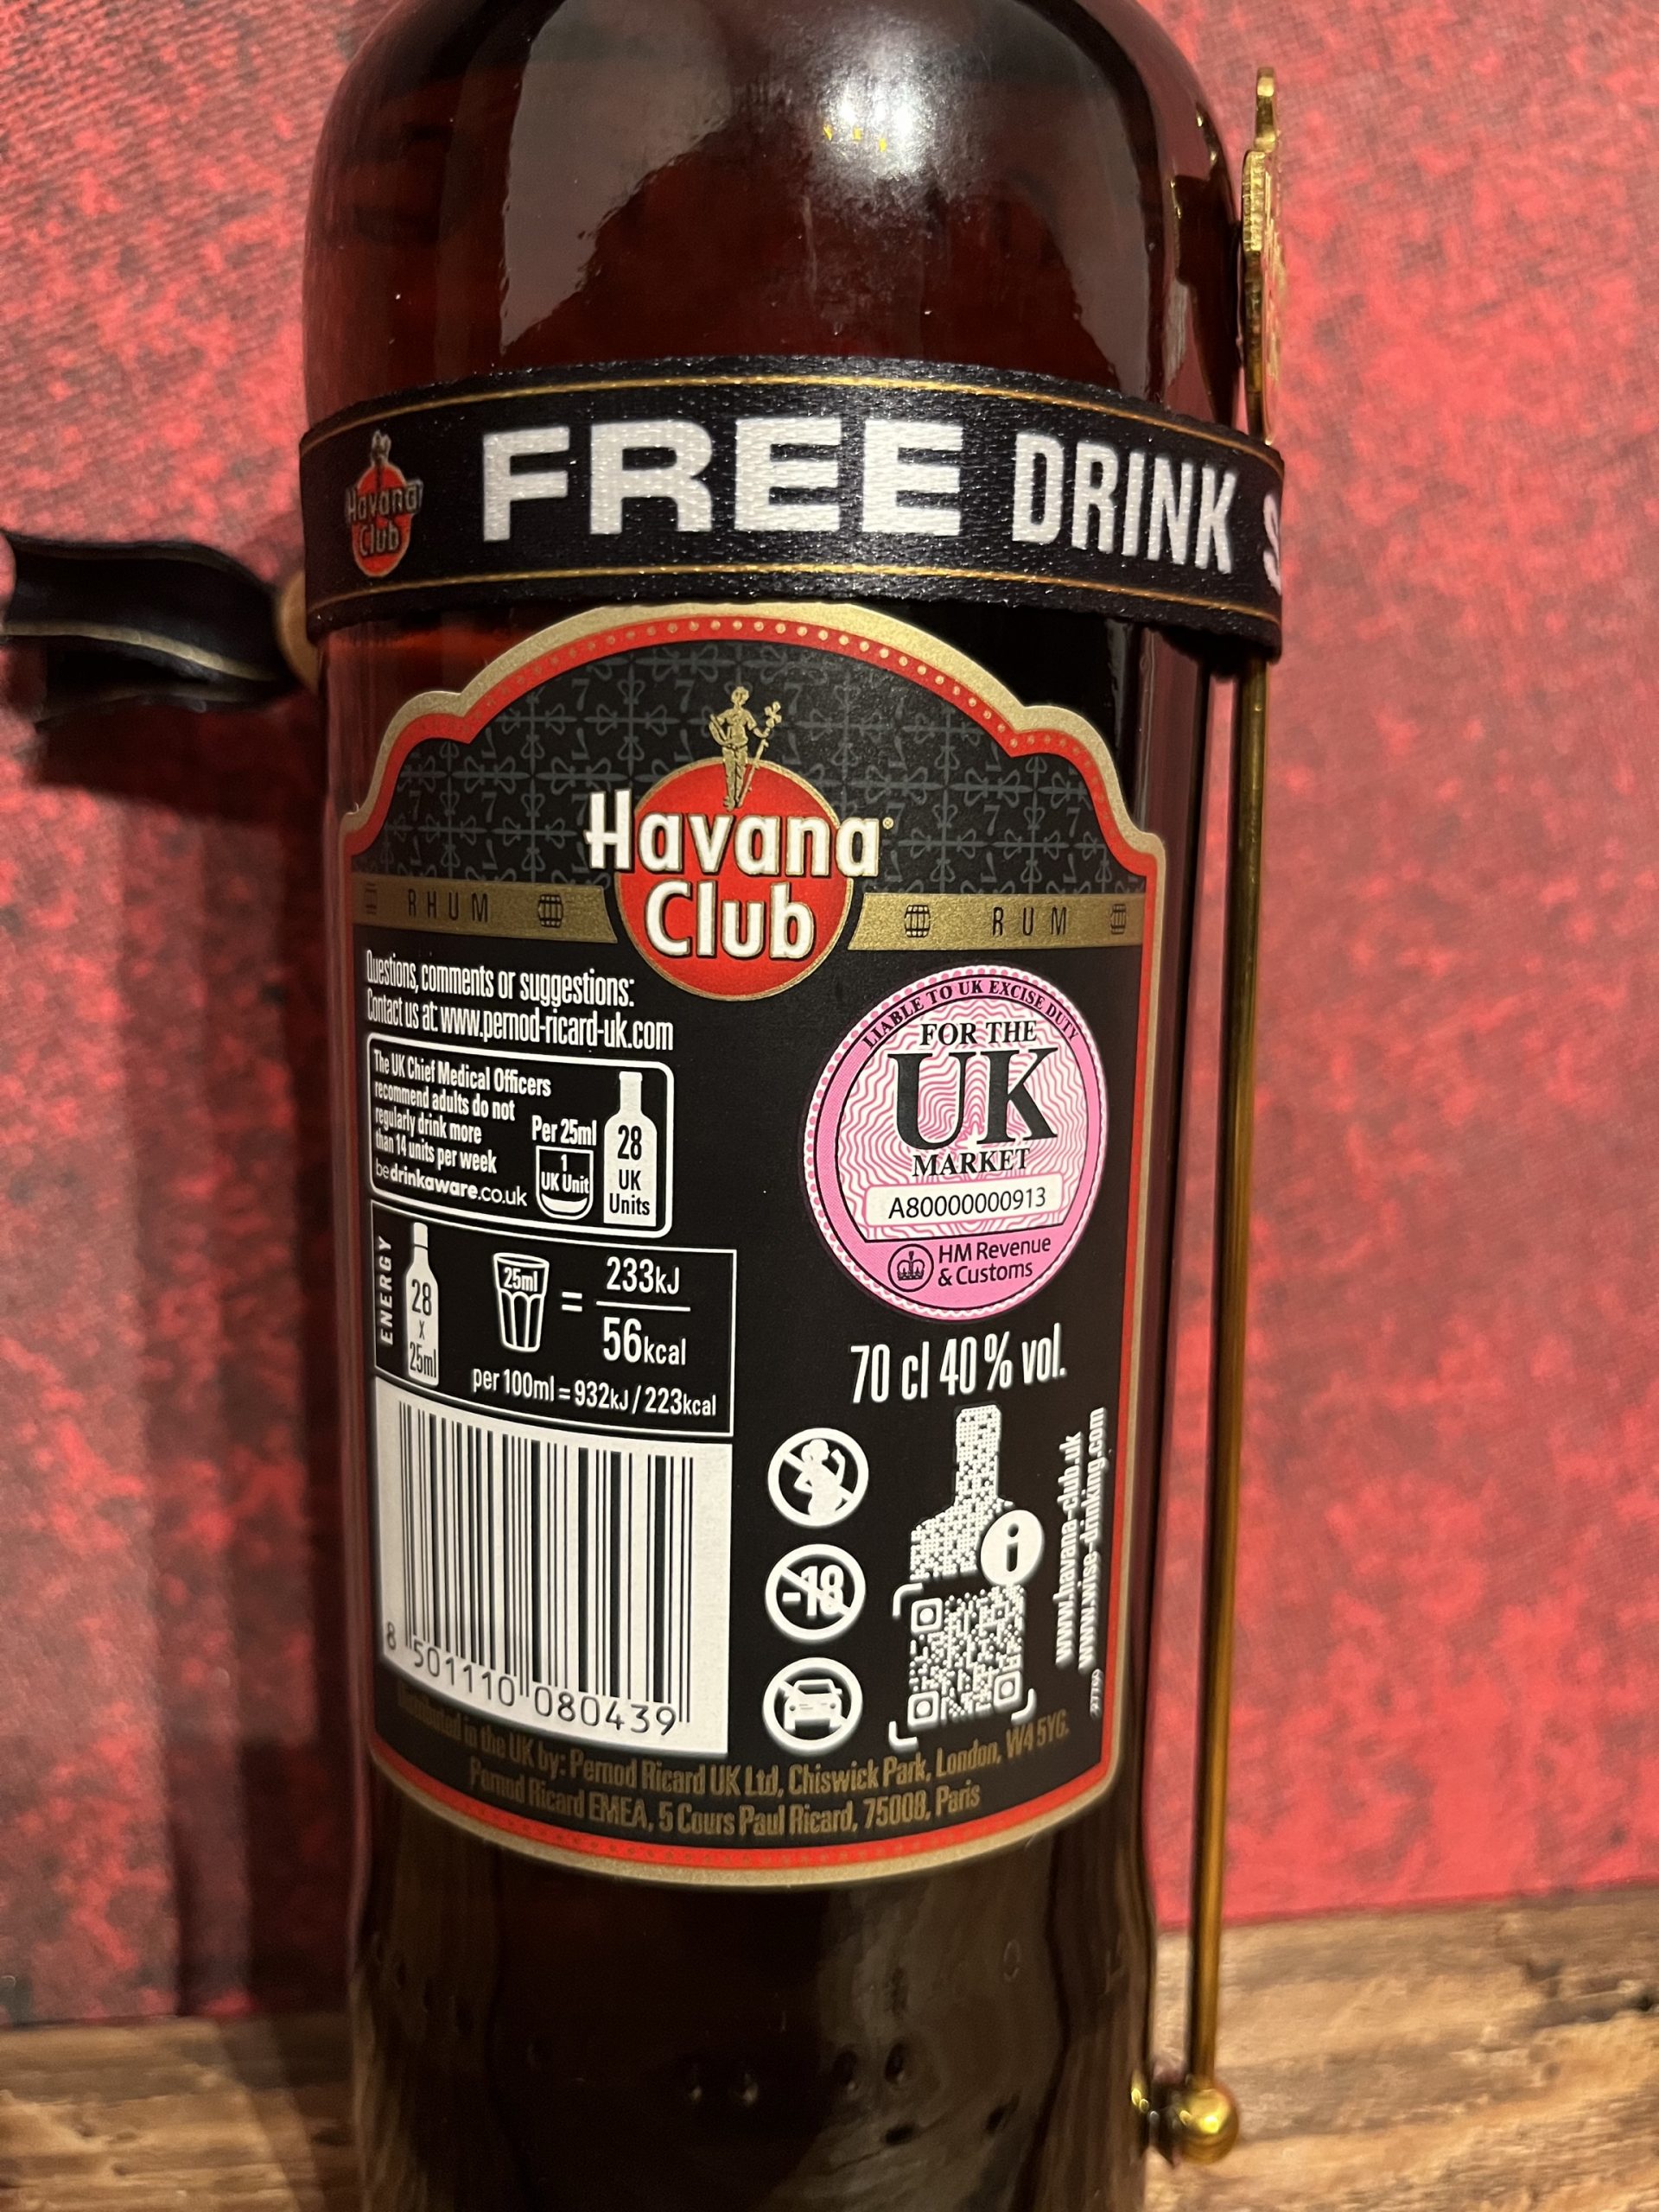 Havana
Club
FREE DRINK
Havana
Club
RHUM
RUM
Questions, comments or suggestions:
Contact us at: www.pernod-ricard-uk.com
The UK Chief Medical Officers
recommend adults do not
regularly drink more
than 14 units per week
bedrinkaware.co.uk
Per 25ml
1
UK Unit
28
UK
Units
LIABLE TO UK EXCISE DUTY
FOR THE
UK
MARKET
A80000000913
HM Revenue
& Customs
ENERGY
28
x
25ml
25ml
=
233kJ
56kcal
per 100ml = 932kJ / 223kcal
70 cl 40% vol.
-18
i
www.havana-club.uk
www.wise-drinking.com
8 501110 080439
in the UK by: Pernod Ricard UK Ltd, Chiswick Park, London, W4 5YG.
Pernod Ricard EMEA, 5 Cours Paul Ricard, 75008, Paris